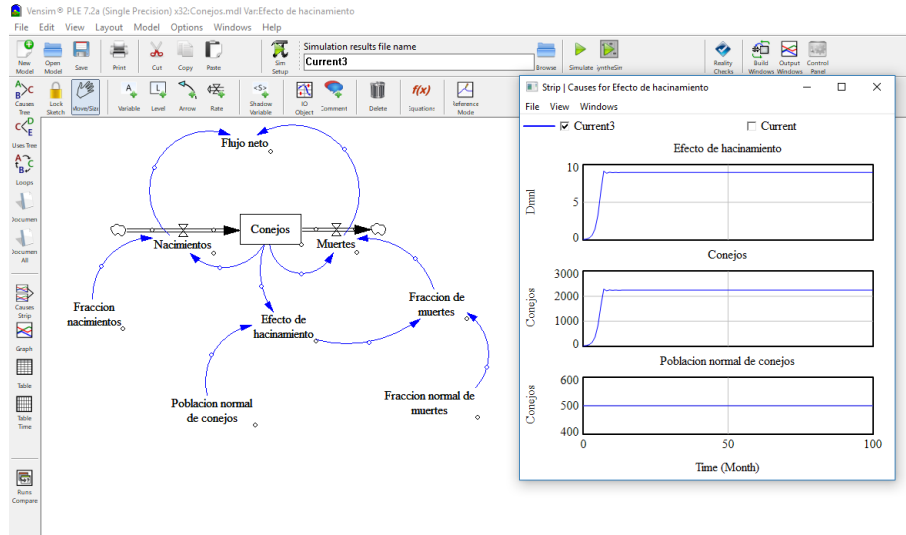 Vensim® PLE 7.2a (Single Precision) x32:Conejos.mdl Var:Efecto de hacinamiento
File Edit View Layout Model Options Windows Help
New Model
Open Model
Save
Print
Cut
Copy
Paste
Sim Setup
Simulation results file name
Current3
Browse
Simulate
SyntheSim
Reality Checks
Build Windows
Output Windows
Control Panel
Causes Tree
Lock Sketch
Move/Size
Variable
Level
Arrow
Rate
<S>
Shadow Variable
IO Object
Comment
Delete
f(x)
Equations
Reference Mode
Uses Tree
Loops
Documen
Documen All
Causes Strip
Graph
Table
Table Time
Runs Compare
Flujo neto
Conejos
Nacimientos
Muertes
Fraccion nacimientos
Efecto de hacinamiento
Fraccion de muertes
Poblacion normal de conejos
Fraccion normal de muertes
Strip | Causes for Efecto de hacinamiento
File View Windows
Current3 Current
Efecto de hacinamiento
Dmnl
10
5
0
Conejos
Conejos
3000
2000
1000
0
Poblacion normal de conejos
Conejos
600
500
400
0 50 100
Time (Month)